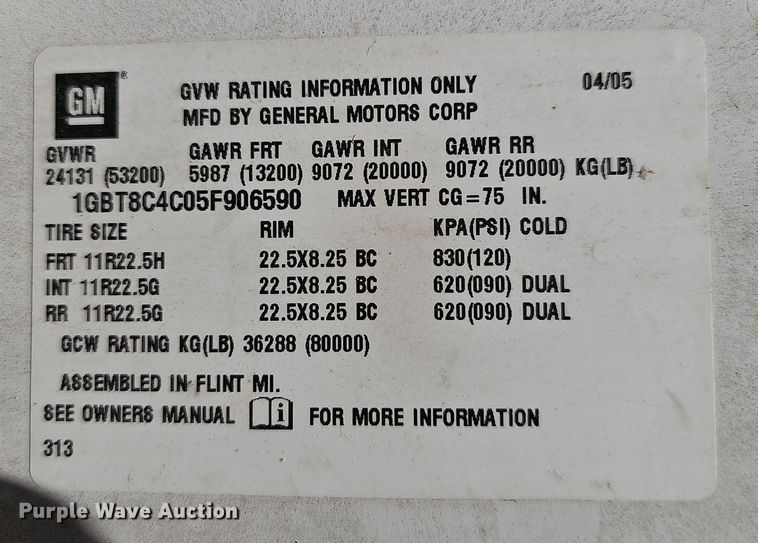 GM®
GVW RATING INFORMATION ONLY 04/05
MFD BY GENERAL MOTORS CORP
GVWR GAWR FRT GAWR INT GAWR RR
24131 (53200) 5987 (13200) 9072 (20000) 9072 (20000) KG(LB)
1GBT8C4C05F906590 MAX VERT CG=75 IN.
TIRE SIZE RIM KPA(PSI) COLD
FRT 11R22.5H 22.5X8.25 BC 830(120)
INT 11R22.5G 22.5X8.25 BC 620(090) DUAL
RR 11R22.5G 22.5X8.25 BC 620(090) DUAL
GCW RATING KG(LB) 36288 (80000)
ASSEMBLED IN FLINT MI.
SEE OWNERS MANUAL i FOR MORE INFORMATION
313
Purple Wave Auction